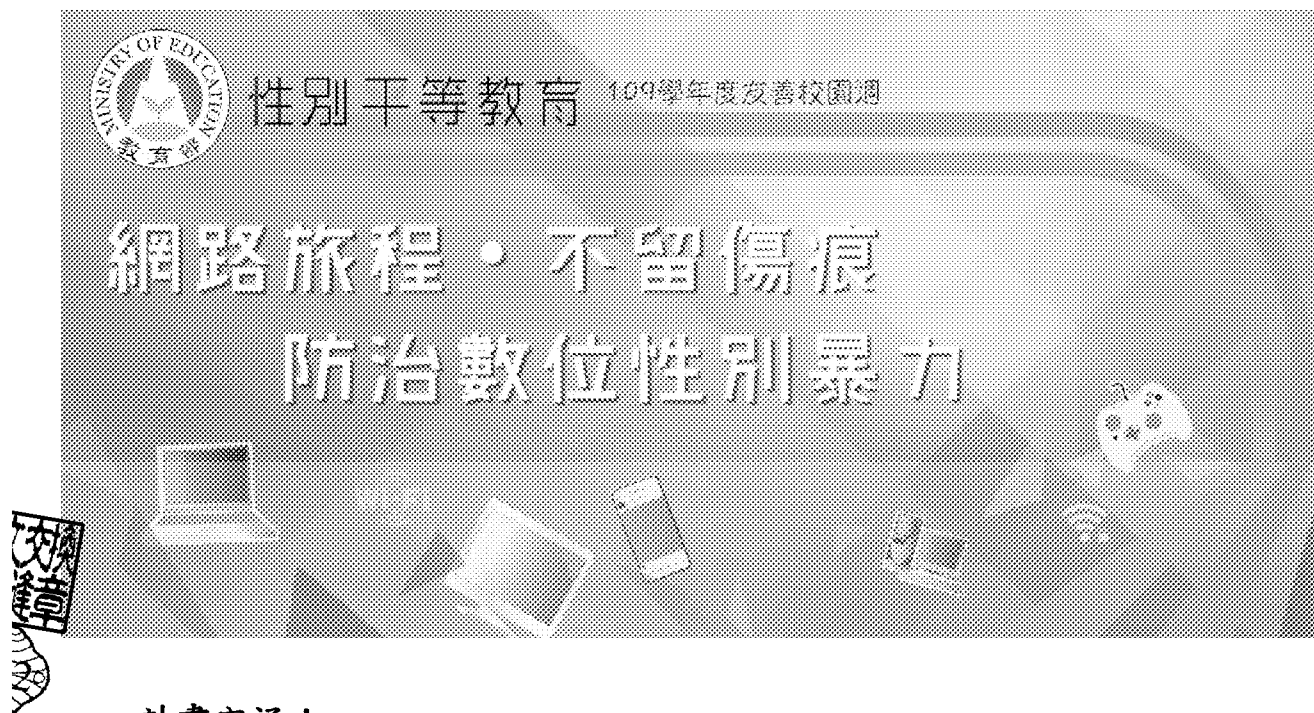 MINISTRY OF EDUCATION
教育部
性別平等教育 109學年度友善校園週
網路旅程・不留傷痕
防治數位性別暴力